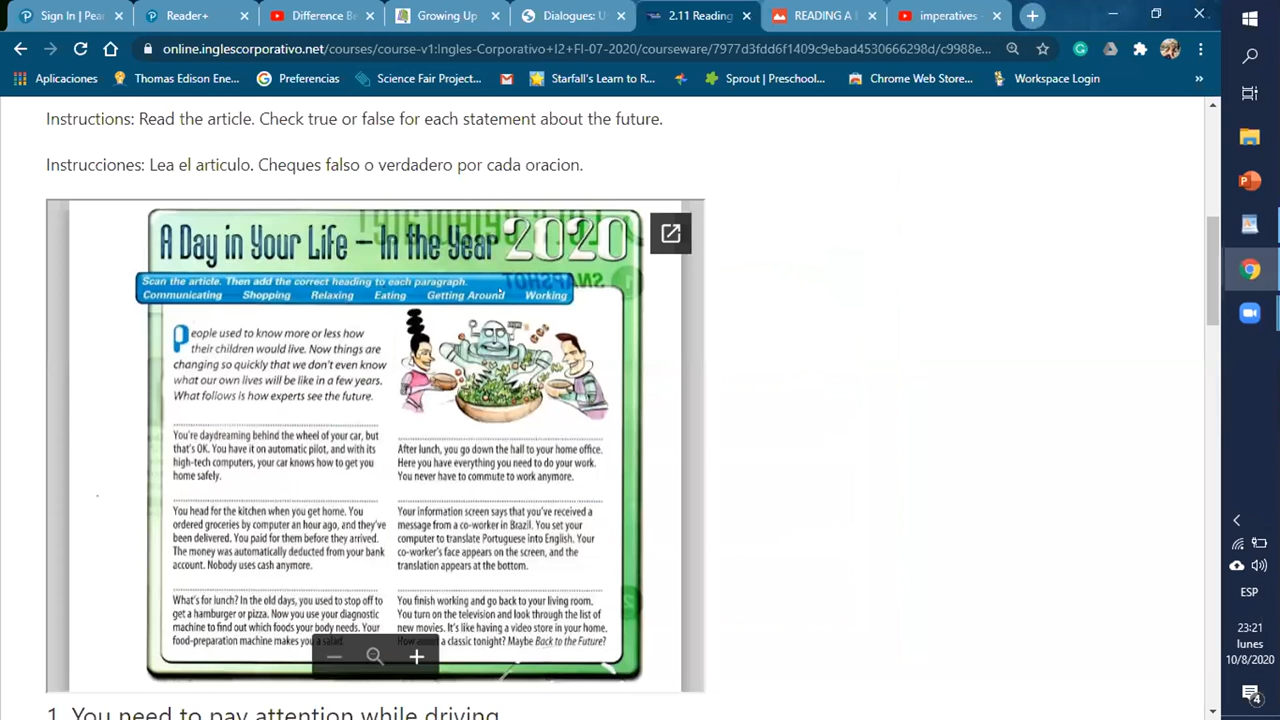 Sign In | Pear
Reader+
Difference Be
Growing Up
Dialogues: U
2.11 Reading
READING A
imperatives -
online.inglescorporativo.net/courses/course-v1:Ingles-Corporativo+I2+FI-07-2020/courseware/7977d3fdd6f1409c9ebad4530666298d/c9988e...
Aplicaciones
Thomas Edison Ene...
Preferencias
Science Fair Project...
Starfall's Learn to R...
Sprout | Preschool...
Chrome Web Store...
Workspace Login
»
Instructions: Read the article. Check true or false for each statement about the future.
Instrucciones: Lea el articulo. Cheques falso o verdadero por cada oracion.
A Day in Your Life – In the Year 2020
Scan the article. Then add the correct heading to each paragraph.
Communicating Shopping Relaxing Eating Getting Around Working
SNAPSHOT
People used to know more or less how
their children would live. Now things are
changing so quickly that we don't even know
what our own lives will be like in a few years.
What follows is how experts see the future.
You're daydreaming behind the wheel of your car, but
that's OK. You have it on automatic pilot, and with its
high-tech computers, your car knows how to get you
home safely.
You head for the kitchen when you get home. You
ordered groceries by computer an hour ago, and they've
been delivered. You paid for them before they arrived.
The money was automatically deducted from your bank
account. Nobody uses cash anymore.
What's for lunch? In the old days, you used to stop off to
get a hamburger or pizza. Now you use your diagnostic
machine to find out which foods your body needs. Your
food-preparation machine makes you a salad.
After lunch, you go down the hall to your home office.
Here you have everything you need to do your work.
You never have to commute to work anymore.
Your information screen says that you've received a
message from a co-worker in Brazil. You set your
computer to translate Portuguese into English. Your
co-worker's face appears on the screen, and the
translation appears at the bottom.
You finish working and go back to your living room.
You turn on the television and look through the list of
new movies. It's like having a video store in your home.
How about a classic tonight? Maybe Back to the Future?
1. You need to pay attention while driving.
ESP
23:21
lunes
10/8/2020
4